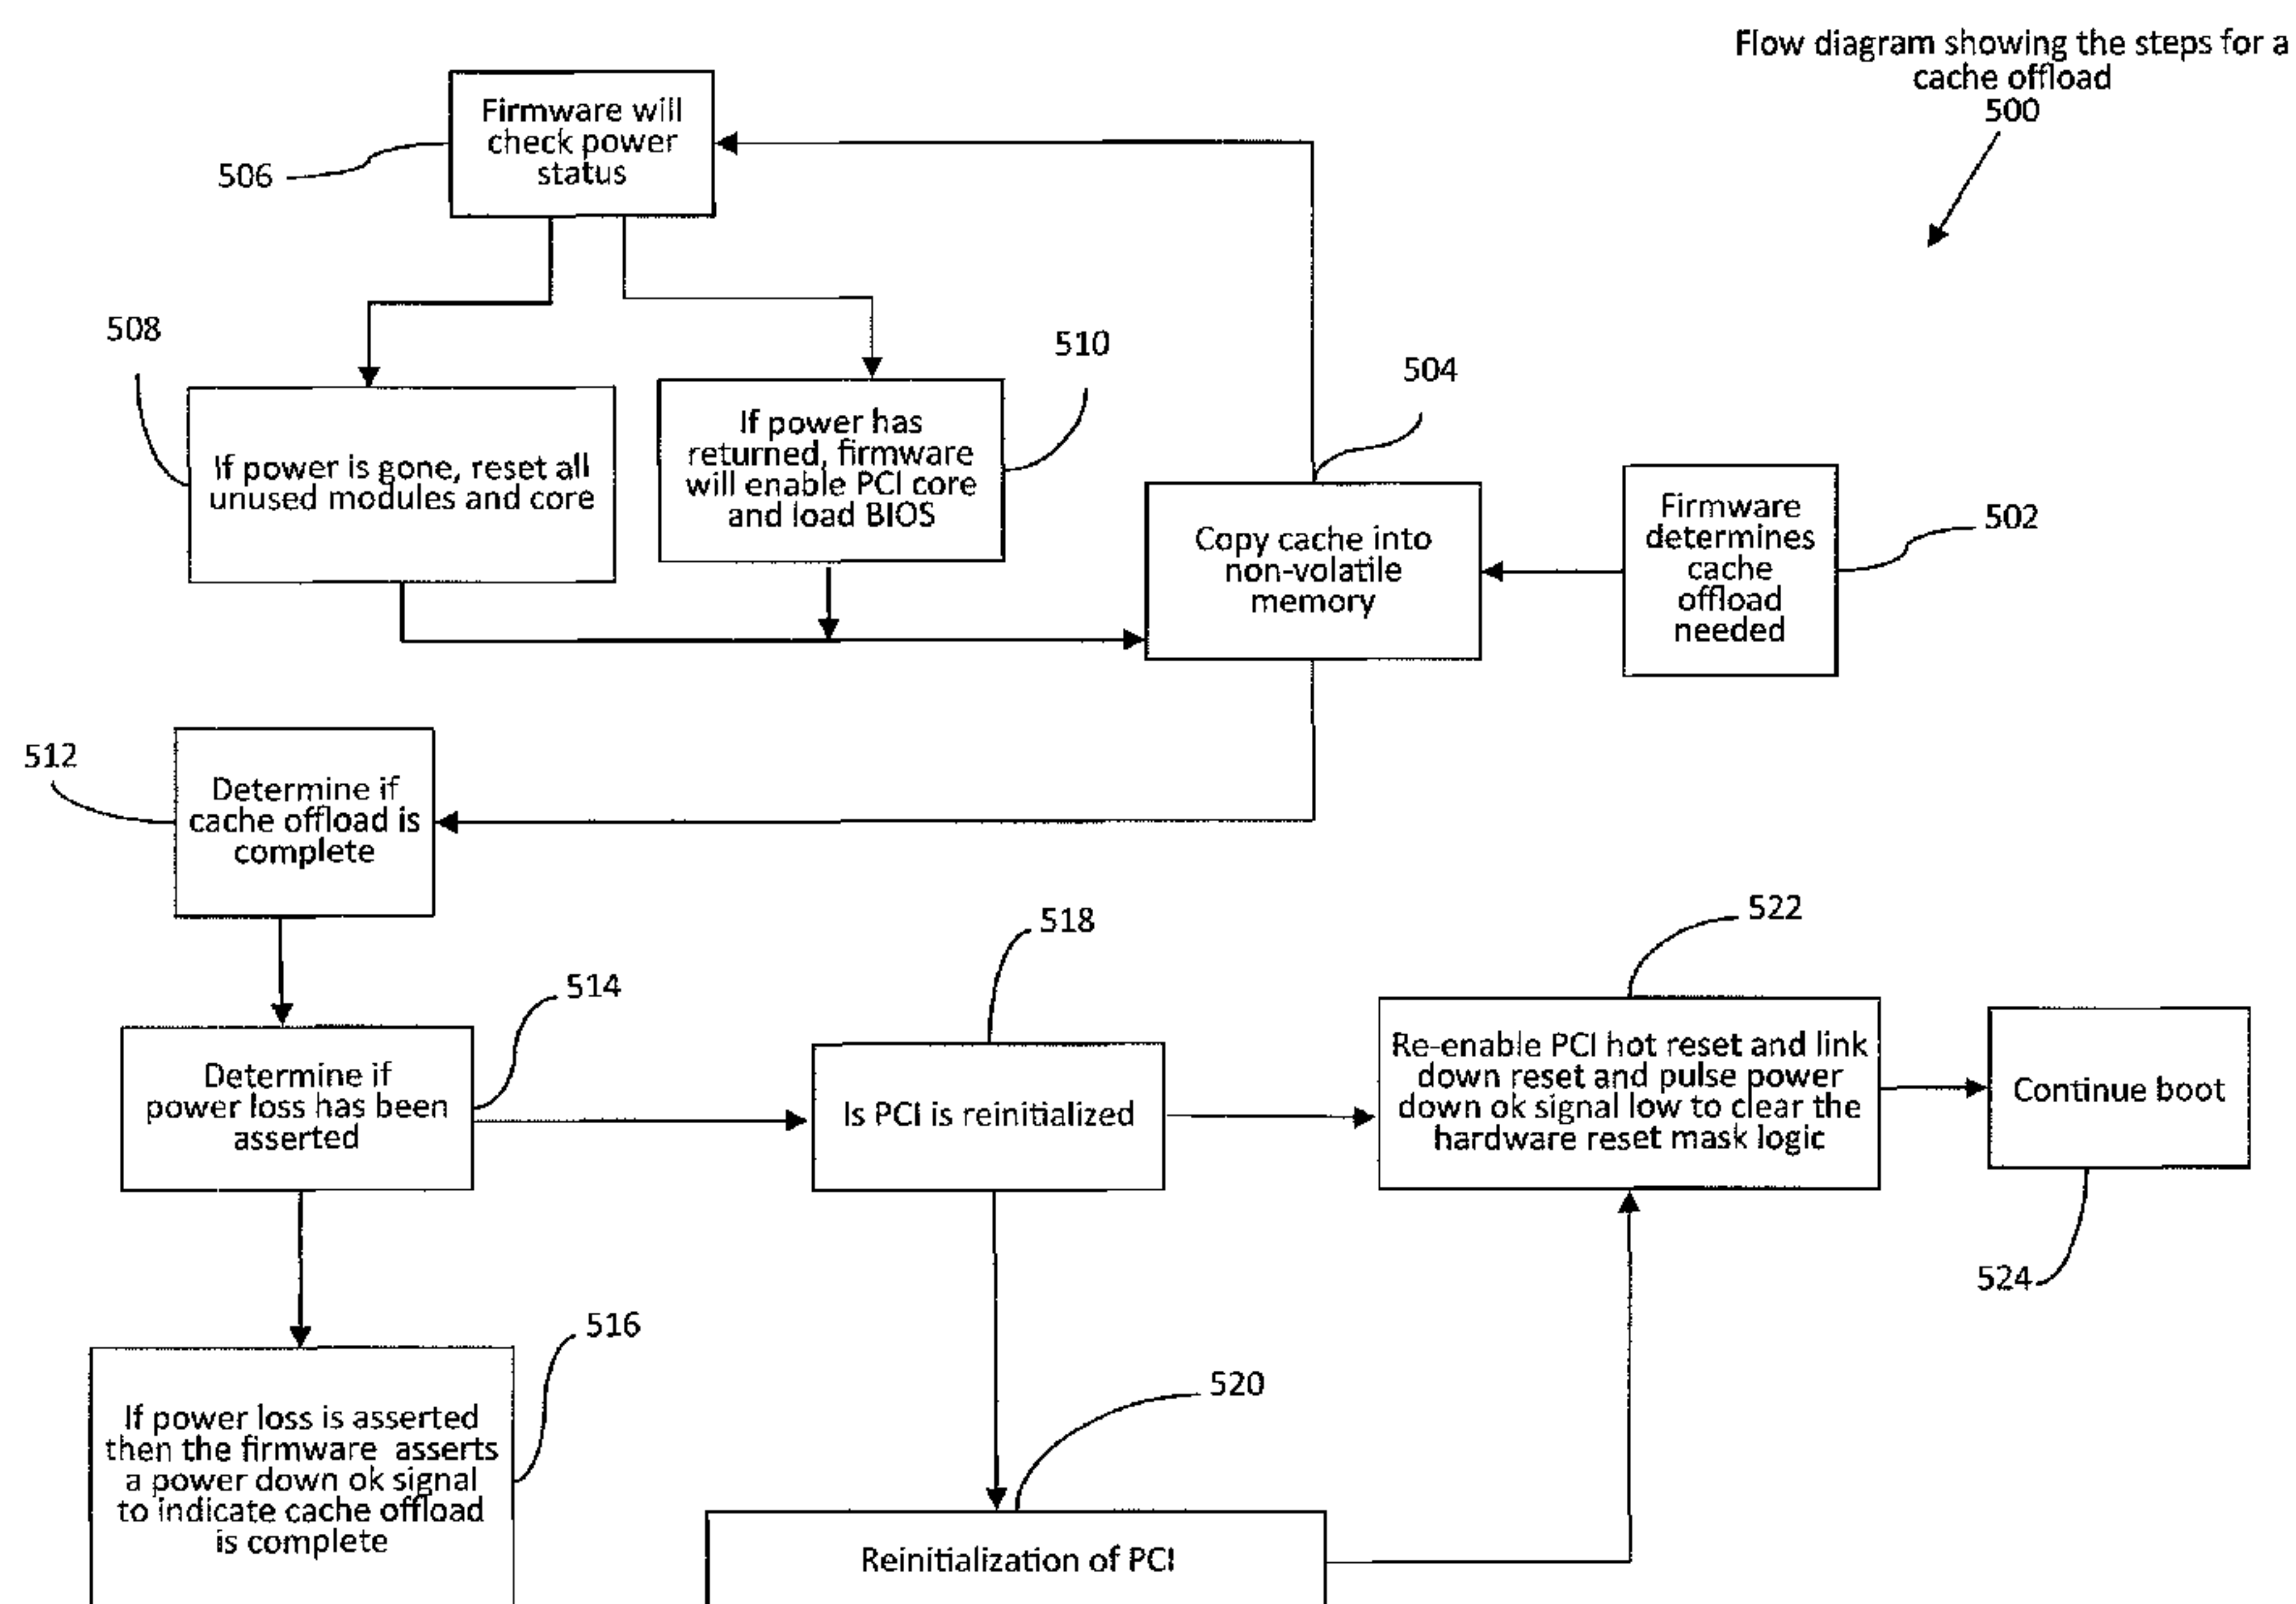 Flow diagram showing the steps for a
cache offload
500
Firmware will
check power
status
506
508
510
504
If power is gone, reset all
unused modules and core
If power has
returned, firmware
will enable PCI core
and load BIOS
Copy cache into
non-volatile
memory
Firmware
determines
cache
offload
needed
502
512
Determine if
cache offload is
complete
514
518
522
Determine if
power loss has been
asserted
Is PCI is reinitialized
Re-enable PCI hot reset and link
down reset and pulse power
down ok signal low to clear the
hardware reset mask logic
Continue boot
524
516
520
If power loss is asserted
then the firmware asserts
a power down ok signal
to indicate cache offload
is complete
Reinitialization of PCI